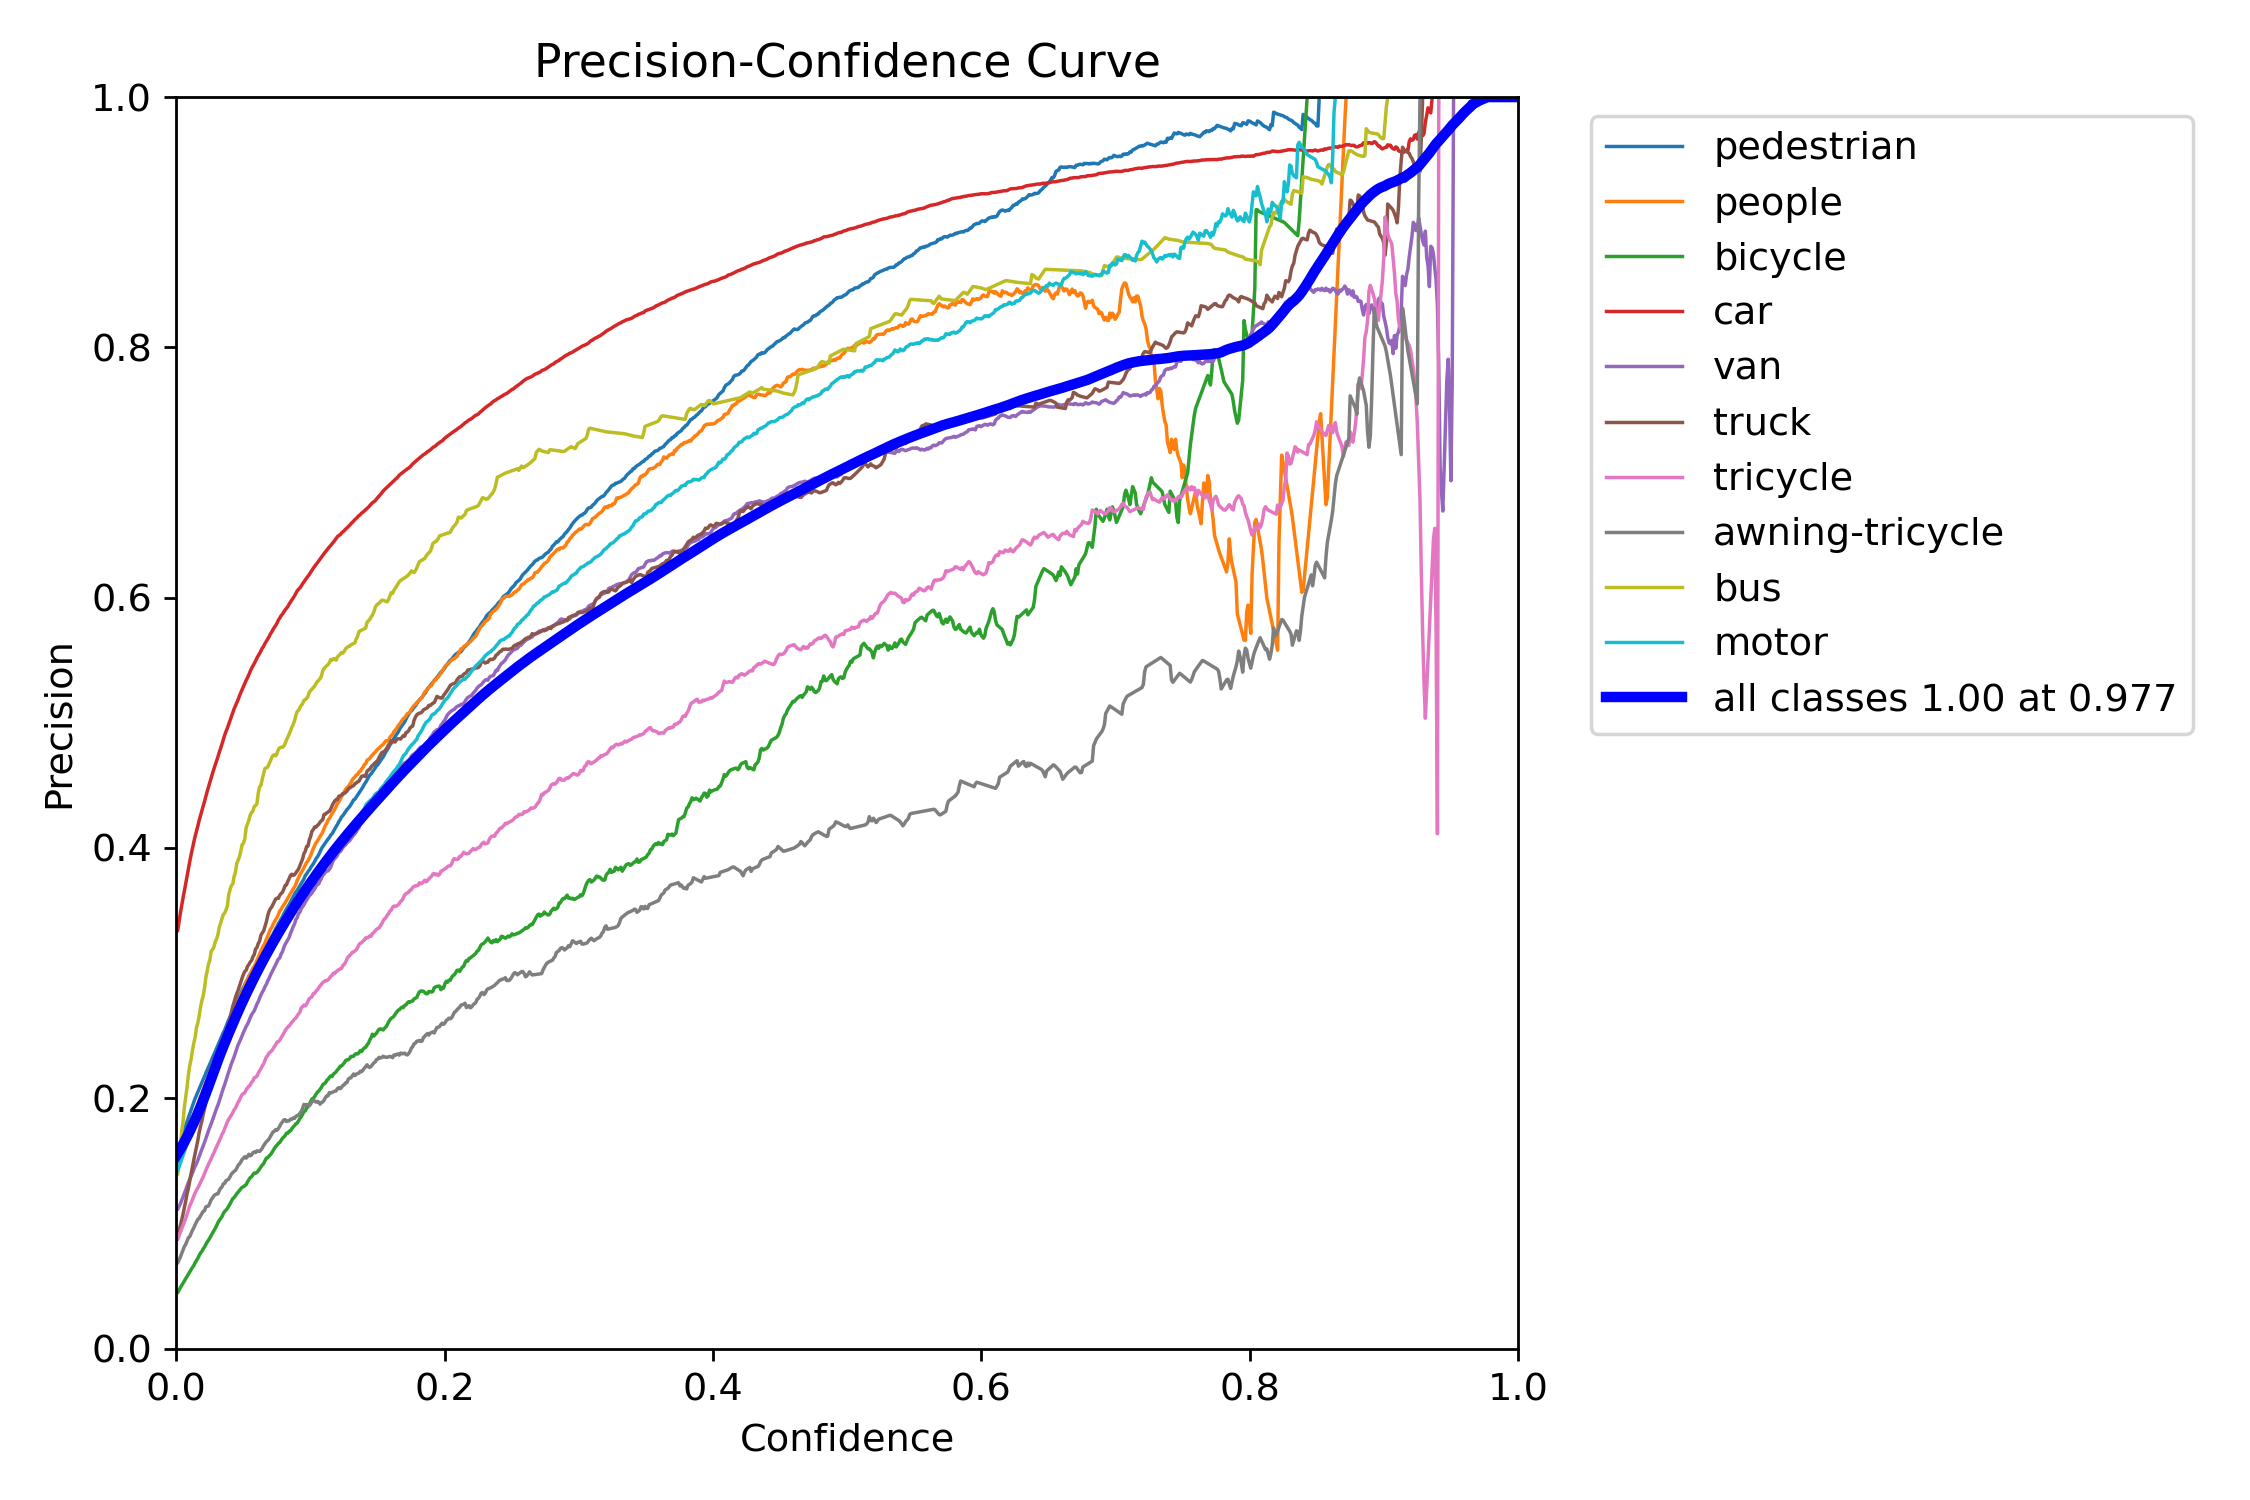 Precision-Confidence Curve
1.0
0.8
0.6
0.4
0.2
0.0
Precision
0.0 0.2 0.4 0.6 0.8 1.0
Confidence
pedestrian
people
bicycle
car
van
truck
tricycle
awning-tricycle
bus
motor
all classes 1.00 at 0.977